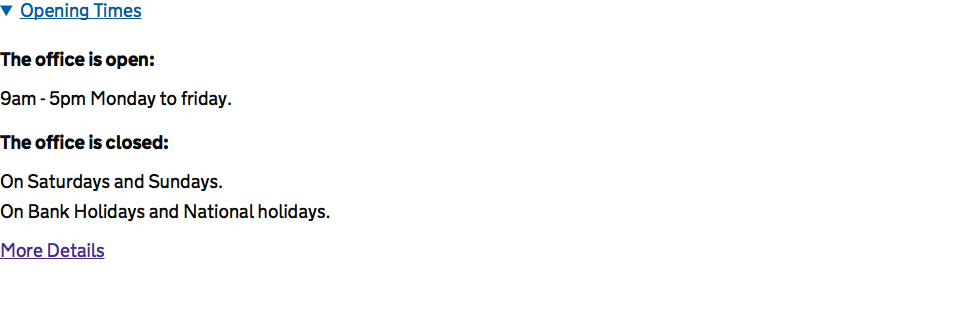 Opening Times
The office is open:
9am - 5pm Monday to friday.
The office is closed:
On Saturdays and Sundays.
On Bank Holidays and National holidays.
More Details